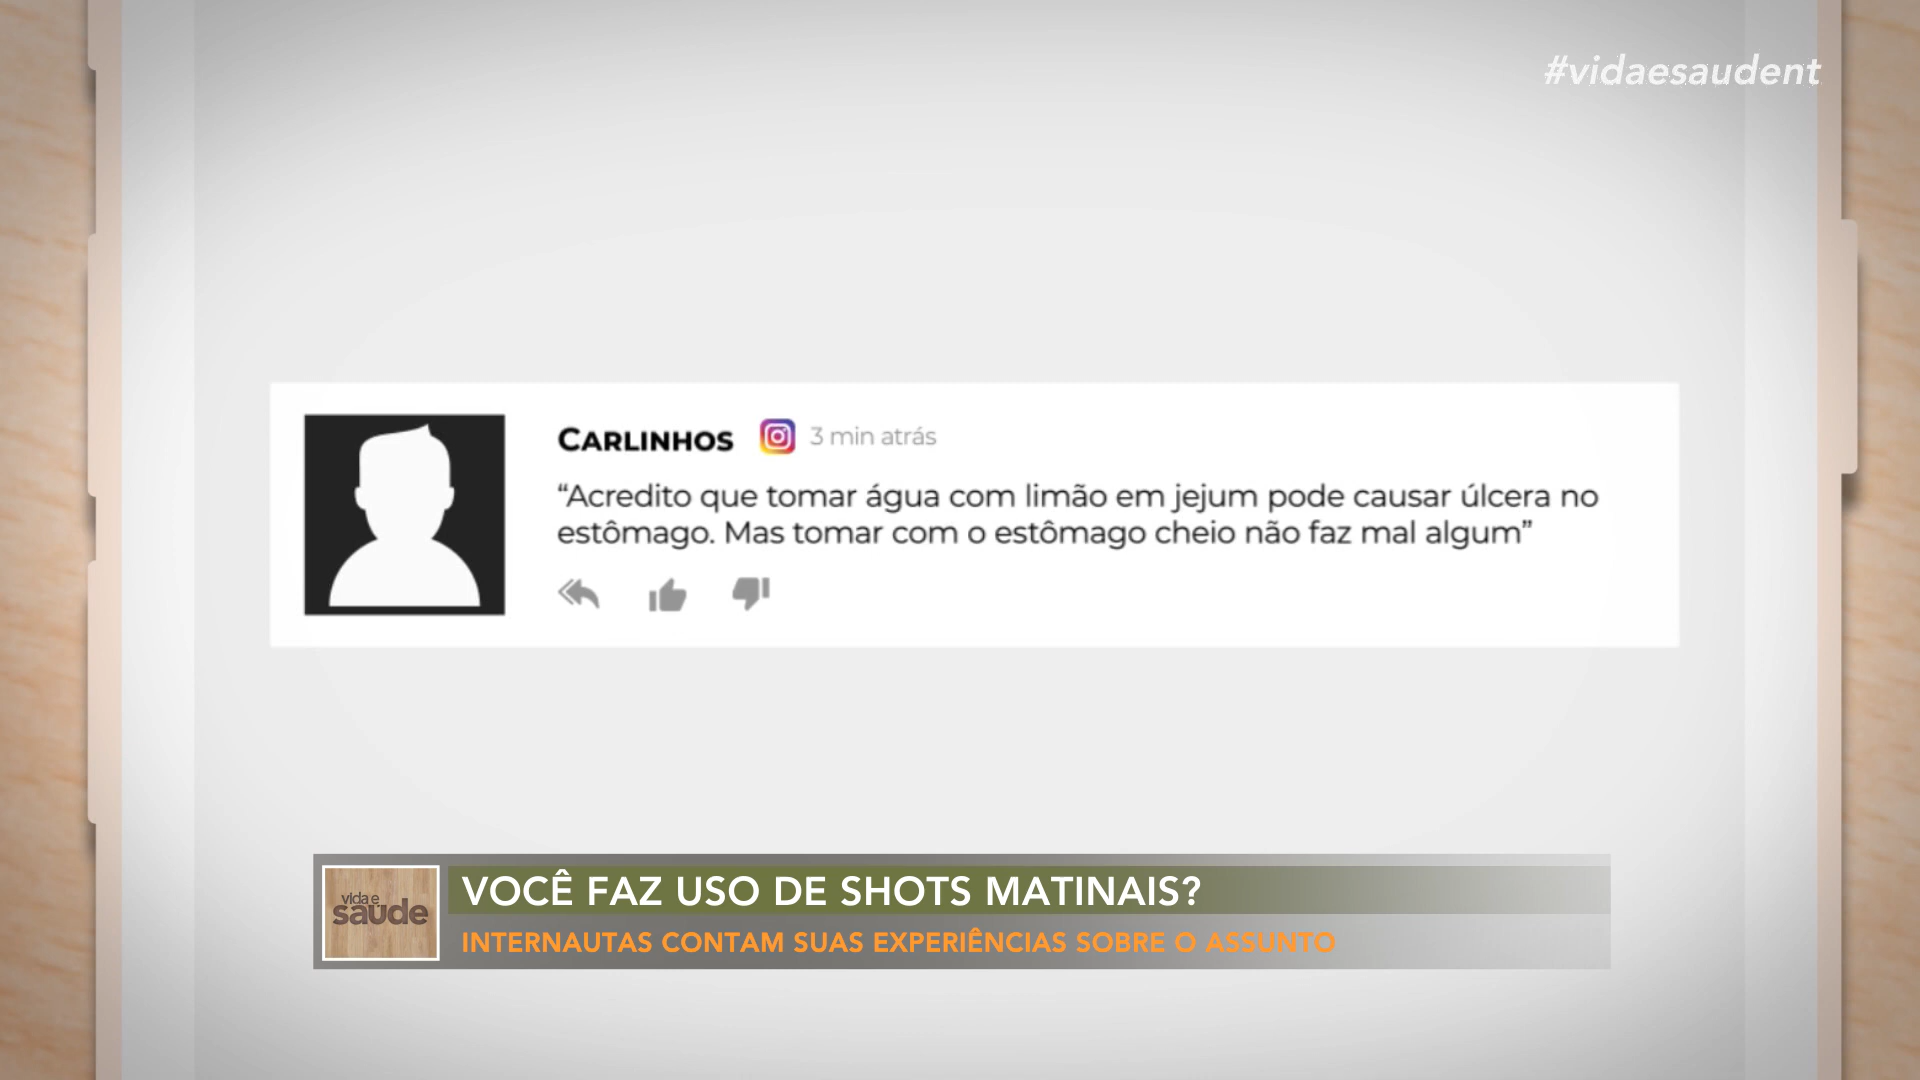 #vidaesaudent
CARLINHOS 3 min atrás
“Acredito que tomar água com limão em jejum pode causar úlcera no
estômago. Mas tomar com o estômago cheio não faz mal algum”
vida e
saúde
VOCÊ FAZ USO DE SHOTS MATINAIS?
INTERNAUTAS CONTAM SUAS EXPERIÊNCIAS SOBRE O ASSUNTO